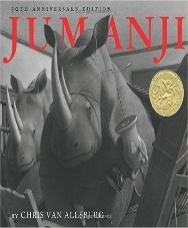 30TH ANNIVERSARY EDITION
JUMANJI
BY CHRIS VAN ALLSBURG